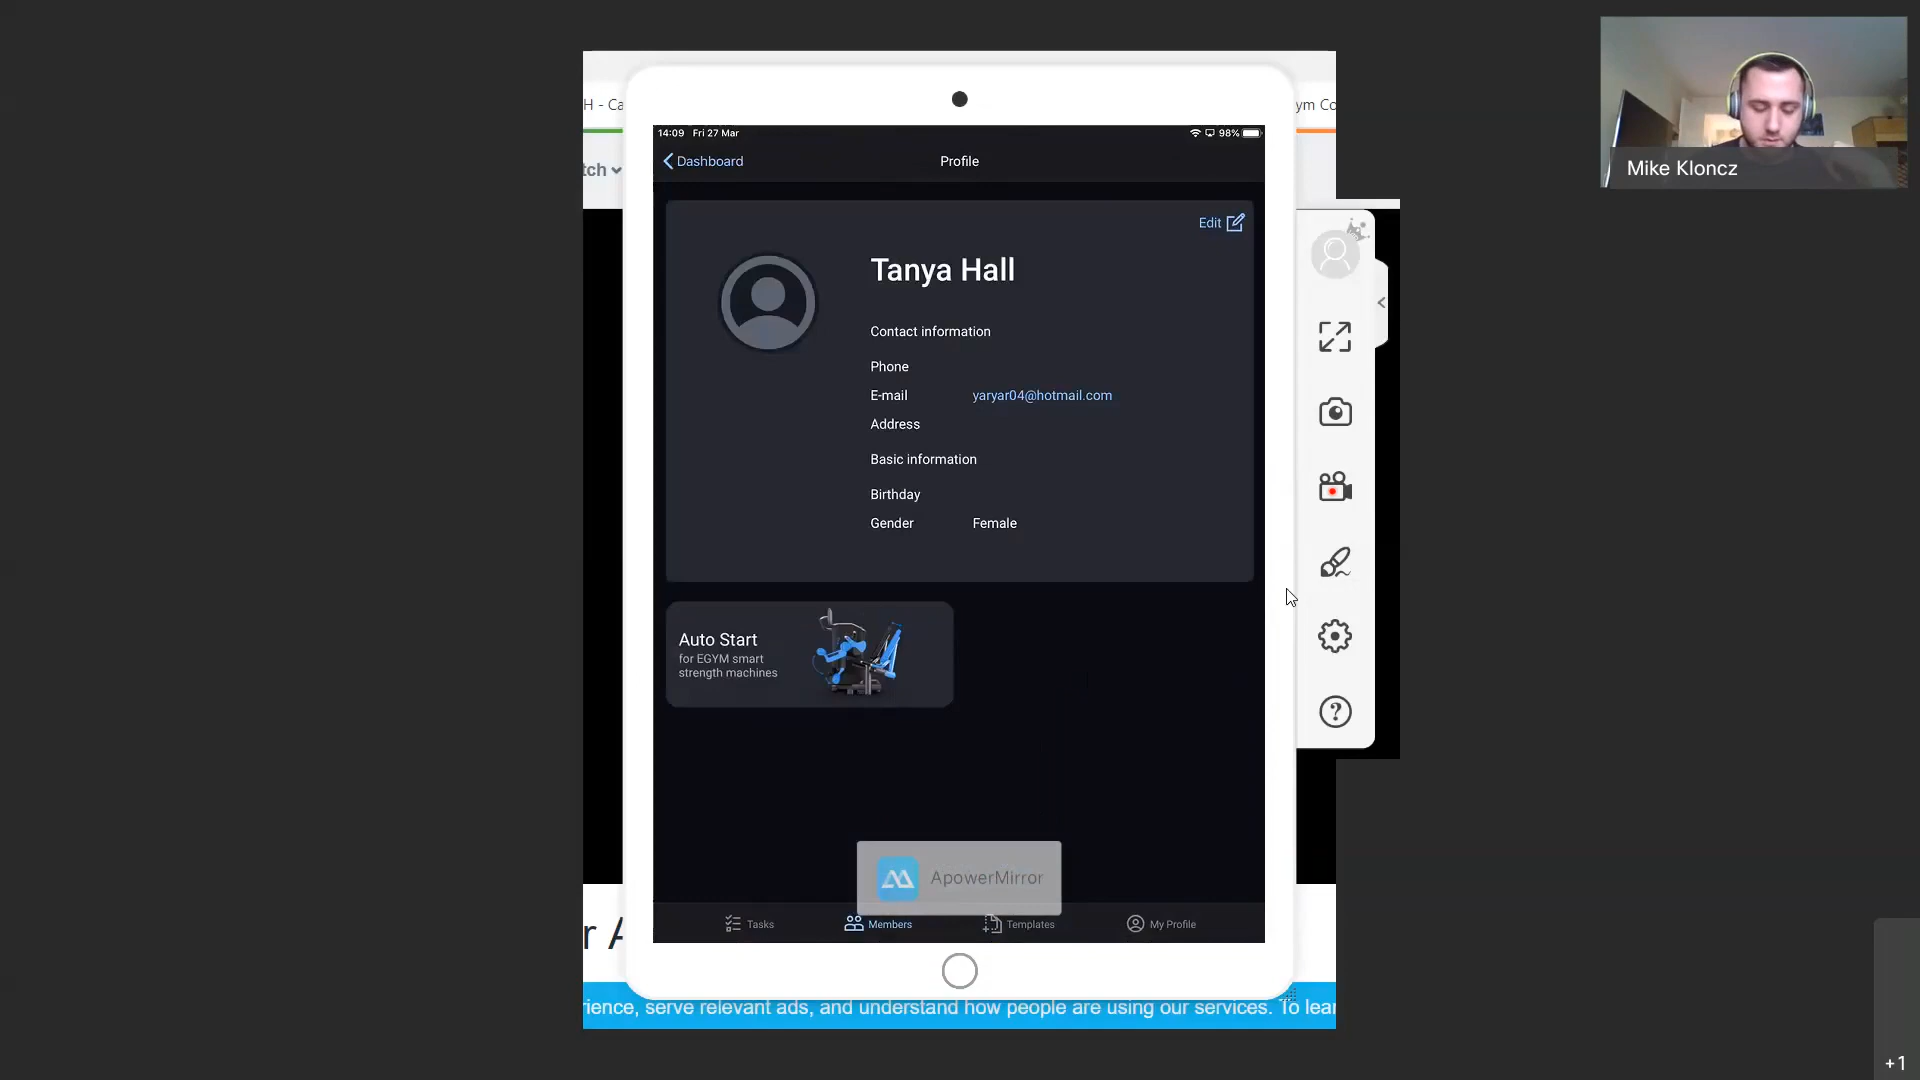 H - Ca
ym Co
tch
14:09 Fri 27 Mar
98%
Dashboard
Profile
Edit
Tanya Hall
Contact information
Phone
E-mail yaryar04@hotmail.com
Address
Basic information
Birthday
Gender Female
Auto Start
for EGYM smart
strength machines
ApowerMirror
Tasks
Members
Templates
My Profile
r A
rience, serve relevant ads, and understand how people are using our services. To lear
Mike Kloncz
+1